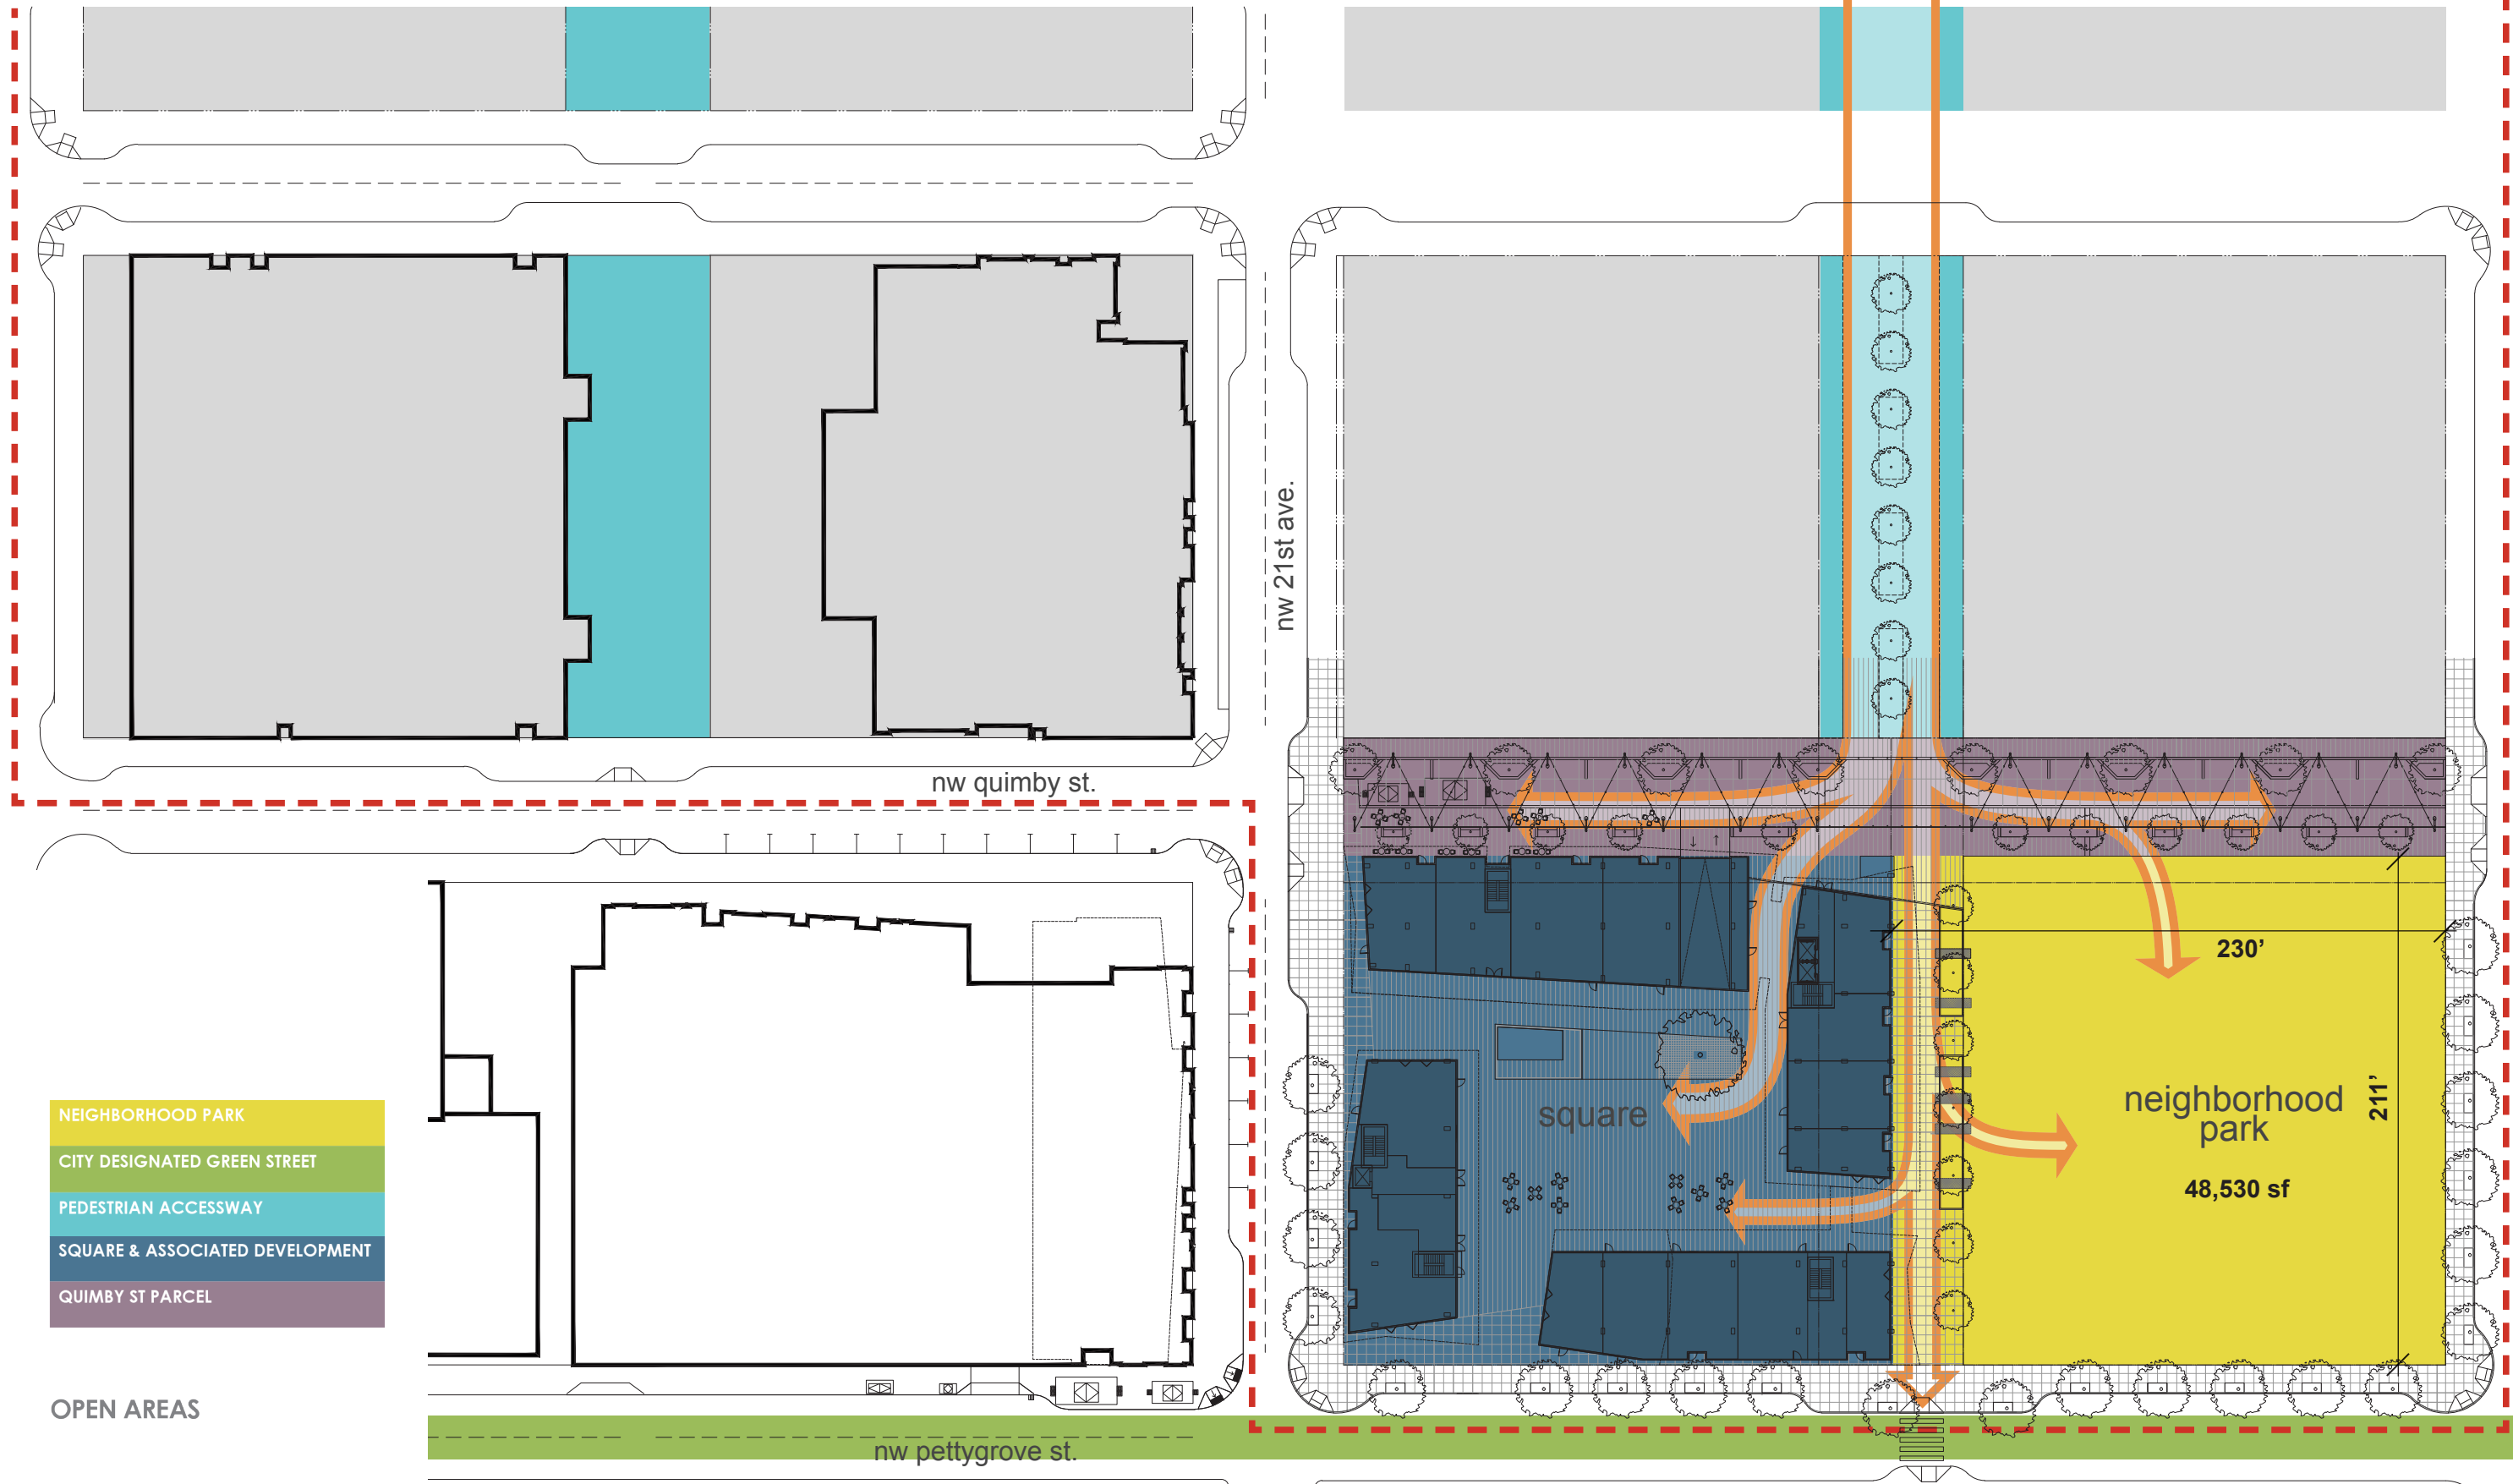 nw 21st ave.
nw quimby st.
230’
neighborhood
park
211’
48,530 sf
square
NEIGHBORHOOD PARK
CITY DESIGNATED GREEN STREET
PEDESTRIAN ACCESSWAY
SQUARE & ASSOCIATED DEVELOPMENT
QUIMBY ST PARCEL
OPEN AREAS
nw pettygrove st.